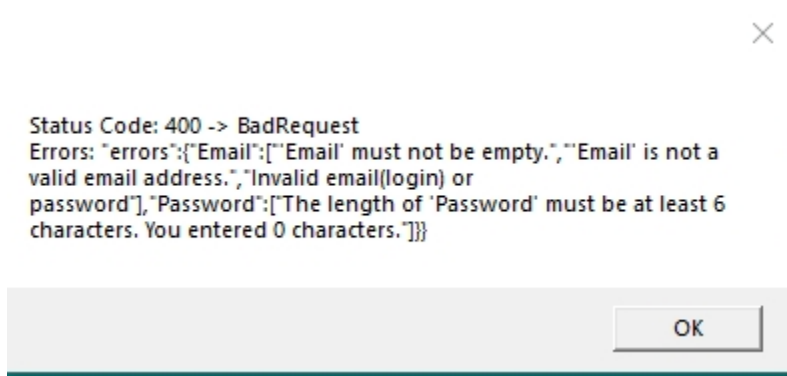 Status Code: 400 -> BadRequest
Errors: "errors":{"Email":["'Email' must not be empty.","'Email' is not a
valid email address.","Invalid email(login) or
password"],"Password":["The length of 'Password' must be at least 6
characters. You entered 0 characters."]}}
OK